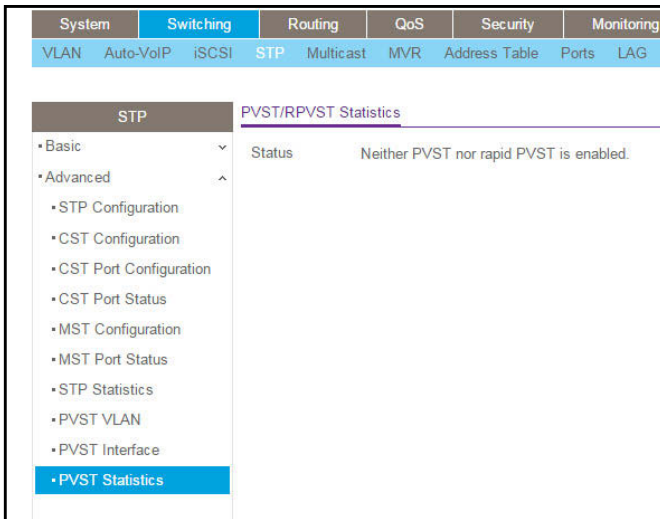 System Switching Routing QoS Security Monitoring
VLAN Auto-VoIP iSCSI STP Multicast MVR Address Table Ports LAG
STP
Basic
Advanced
STP Configuration
CST Configuration
CST Port Configuration
CST Port Status
MST Configuration
MST Port Status
STP Statistics
PVST VLAN
PVST Interface
PVST Statistics
PVST/RPVST Statistics
Status Neither PVST nor rapid PVST is enabled.